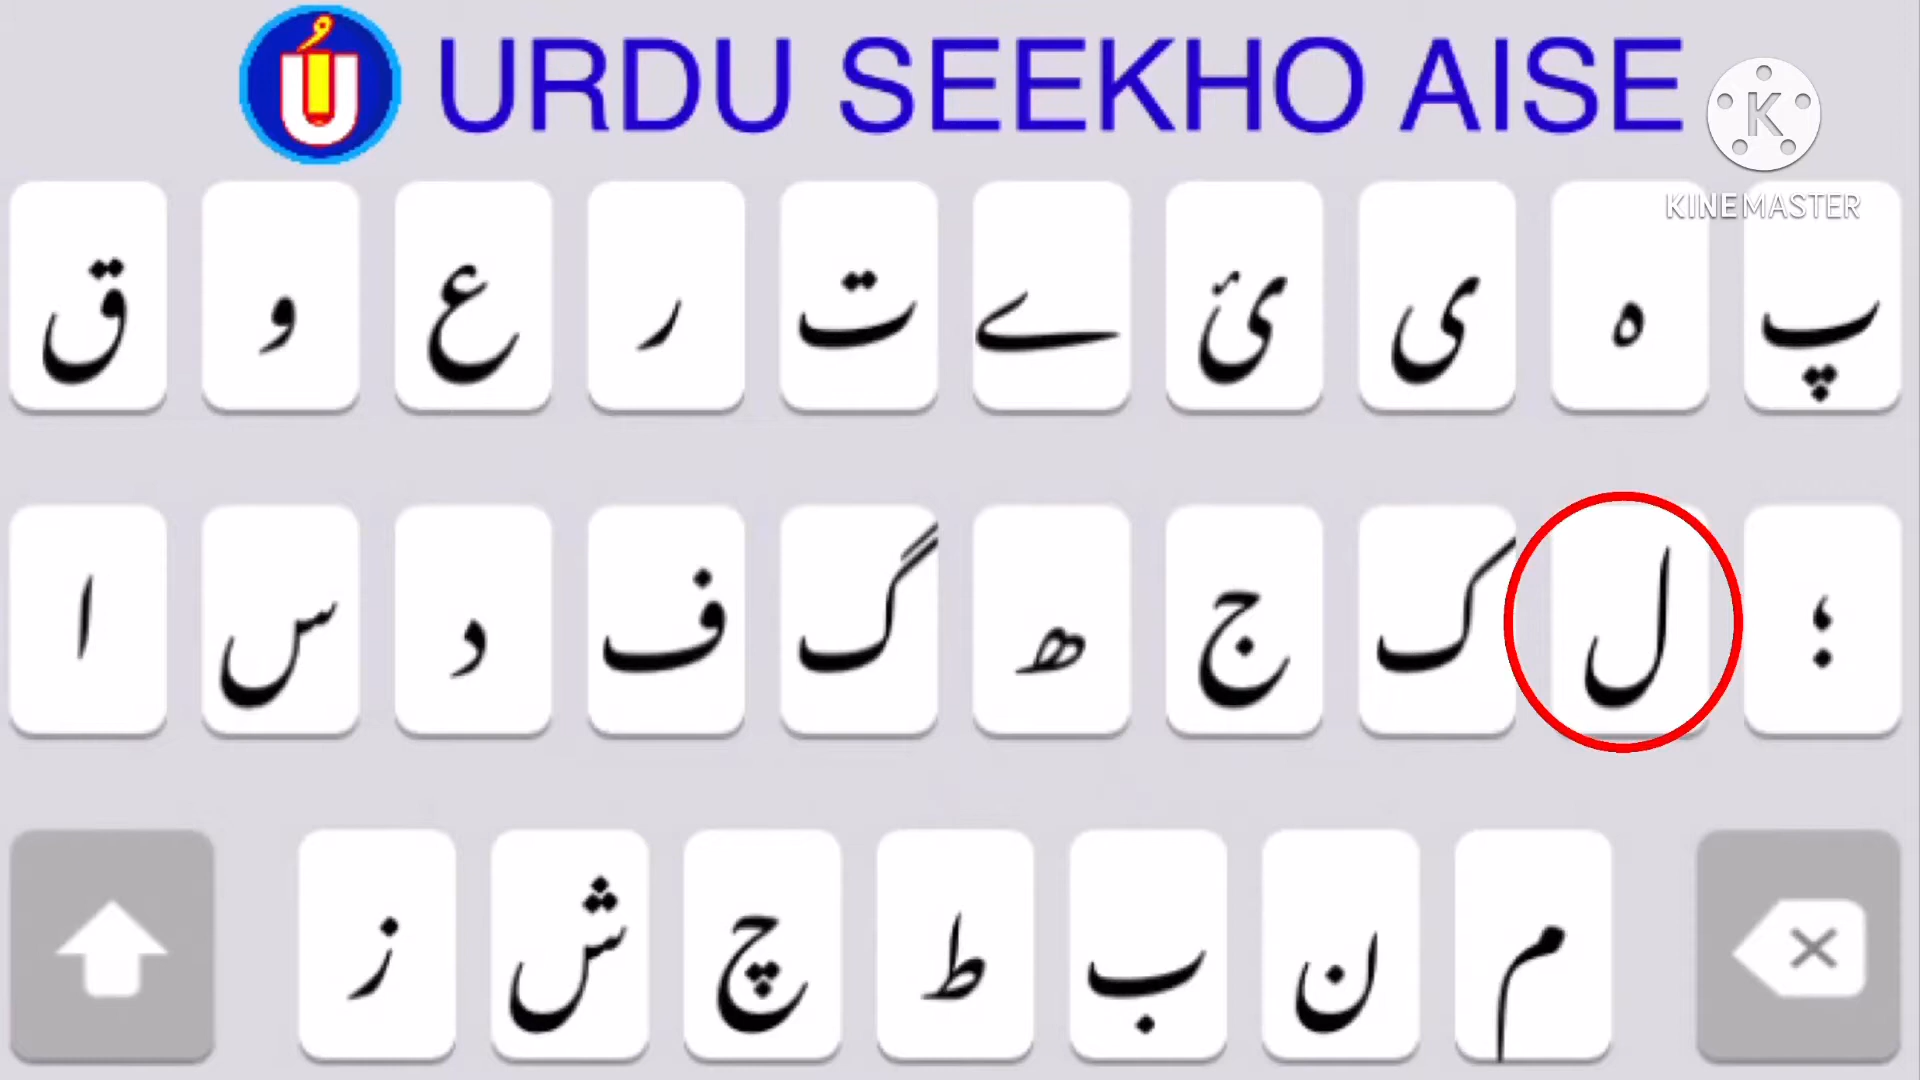 URDU SEEKHO AISE
KINEMASTER
ق و ع ر ت ے ئ ی ہ پ
ا س د ف گ ھ ج ک ل ؛
ز ش چ ط ب ن م